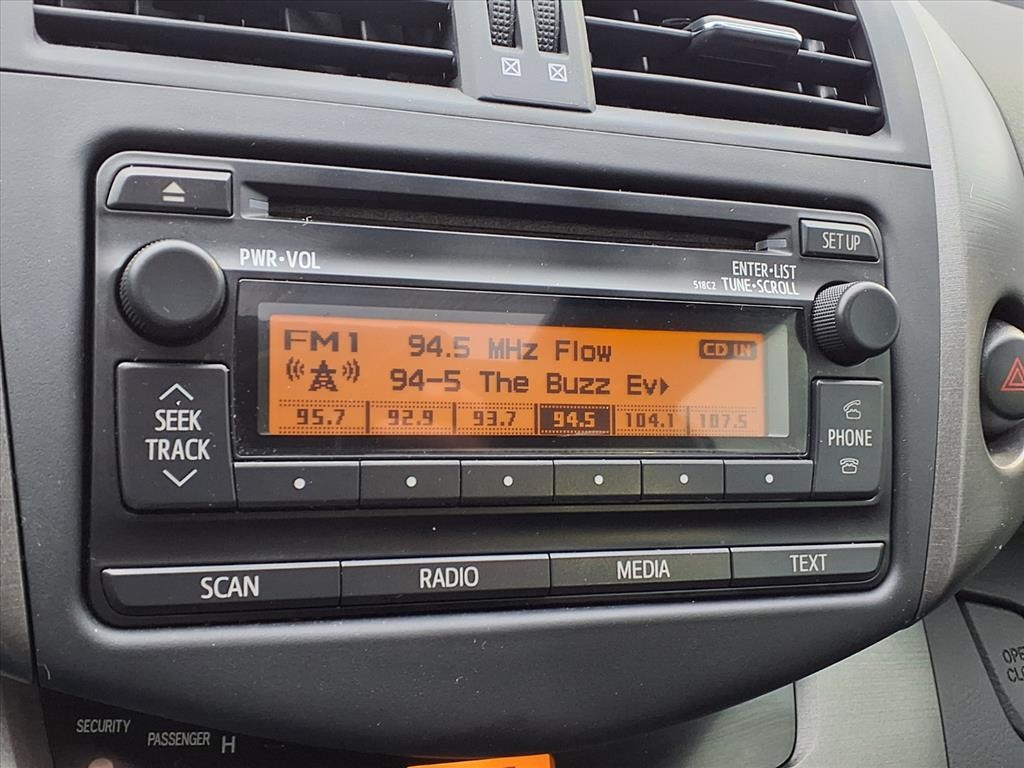 SET UP
PWR•VOL
ENTER•LIST
518C2 TUNE•SCROLL
FM1 94.5 MHz Flow CD IN
94-5 The Buzz Ev
95.7 92.9 93.7 94.5 104.1 107.5
SEEK
TRACK
PHONE
SCAN RADIO MEDIA TEXT
SECURITY
PASSENGER
H